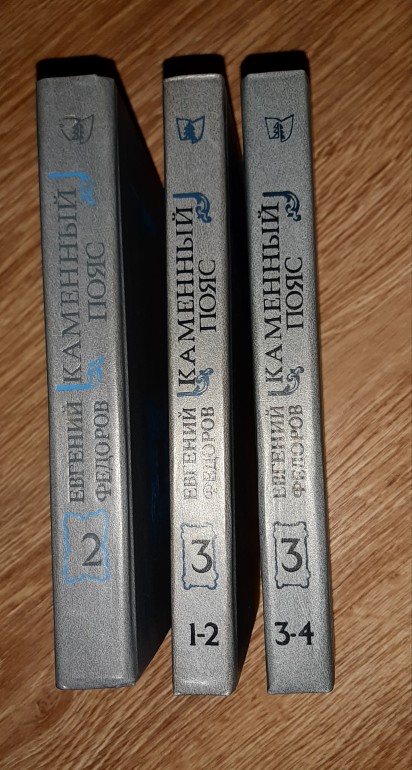 ЕВГЕНИЙ
ФЕДОРОВ
КАМЕННЫЙ
ПОЯС
2
ЕВГЕНИЙ
ФЕДОРОВ
КАМЕННЫЙ
ПОЯС
3
1-2
ЕВГЕНИЙ
ФЕДОРОВ
КАМЕННЫЙ
ПОЯС
3
3-4